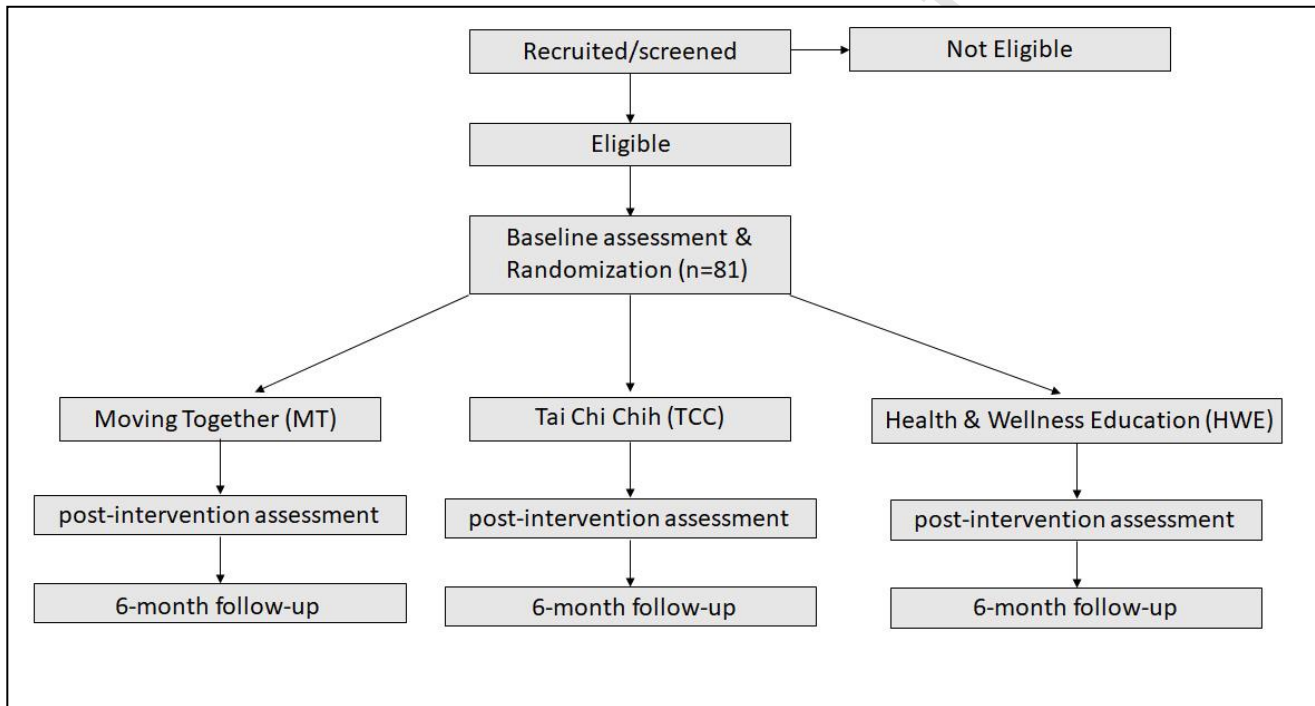 Recruited/screened
Not Eligible
Eligible
Baseline assessment &
Randomization (n=81)
Moving Together (MT)
Tai Chi Chih (TCC)
Health & Wellness Education (HWE)
post-intervention assessment
post-intervention assessment
post-intervention assessment
6-month follow-up
6-month follow-up
6-month follow-up